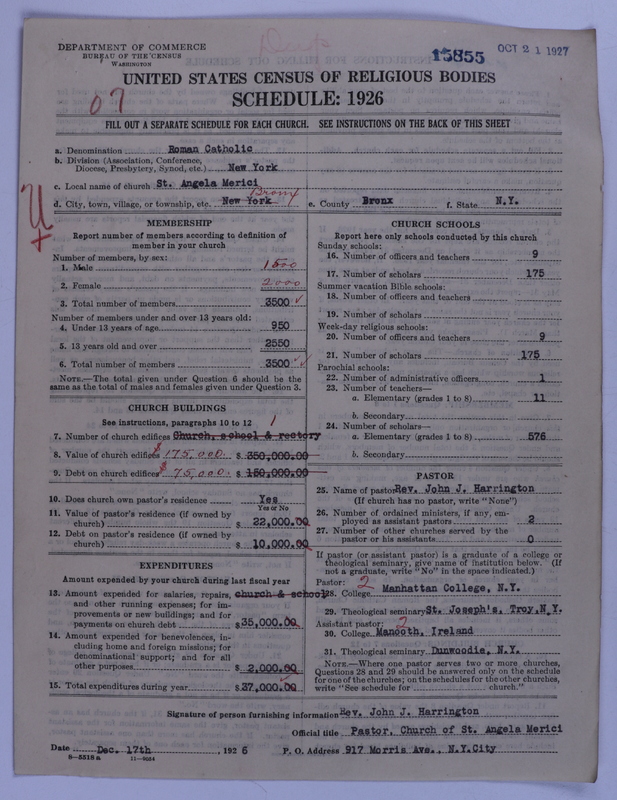 DEPARTMENT OF COMMERCE
BUREAU OF THE CENSUS
WASHINGTON
15855
OCT 21 1927
07
UNITED STATES CENSUS OF RELIGIOUS BODIES
SCHEDULE: 1926
FILL OUT A SEPARATE SCHEDULE FOR EACH CHURCH. SEE INSTRUCTIONS ON THE BACK OF THIS SHEET
a. Denomination Roman Catholic
b. Division (Association, Conference, Diocese, Presbytery, Synod, etc.) New York
c. Local name of church St. Angela Merici
Bronx
d. City, town, village, or township, etc. New York e. County Bronx f. State N.Y.
MEMBERSHIP
Report number of members according to definition of member in your church
Number of members, by sex:
1. Male 1500
2. Female 2000
3. Total number of members 3500 ✓
Number of members under and over 13 years old:
4. Under 13 years of age 950
5. 13 years old and over 2550
6. Total number of members 3500 ✓
NOTE.—The total given under Question 6 should be the same as the total of males and females given under Question 3.
CHURCH BUILDINGS
See instructions, paragraphs 10 to 12 1
7. Number of church edifices Church, school & rectory
8. Value of church edifices $175,000. $ 350,000.00
9. Debt on church edifices $75,000. $ 150,000.00
10. Does church own pastor's residence Yes
Yes or No
11. Value of pastor's residence (if owned by church) $ 22,000.00
12. Debt on pastor's residence (if owned by church) $ 10,000.00
EXPENDITURES
Amount expended by your church during last fiscal year
13. Amount expended for salaries, repairs, church & school
and other running expenses; for improvements or new buildings; and for payments on church debt $35,000.00
14. Amount expended for benevolences, including home and foreign missions; for denominational support; and for all other purposes $ 2,000.00
15. Total expenditures during year $37,000.00
CHURCH SCHOOLS
Report here only schools conducted by this church
Sunday schools:
16. Number of officers and teachers 9
17. Number of scholars 175
Summer vacation Bible schools:
18. Number of officers and teachers
19. Number of scholars
Week-day religious schools:
20. Number of officers and teachers 9
21. Number of scholars 175
Parochial schools:
22. Number of administrative officers 1
23. Number of teachers—
a. Elementary (grades 1 to 8) 11
b. Secondary
24. Number of scholars—
a. Elementary (grades 1 to 8) 576
b. Secondary
PASTOR
25. Name of pastor Rev. John J. Harrington
(If church has no pastor, write "None")
26. Number of ordained ministers, if any, employed as assistant pastors 2
27. Number of other churches served by the pastor or his assistants 0
If pastor (or assistant pastor) is a graduate of a college or theological seminary, give name of institution below. (If not a graduate, write "No" in the space indicated.)
Pastor: 2
28. College Manhattan College, N.Y.
29. Theological seminary St. Joseph's, Troy, N.Y.
Assistant pastor: 2
30. College Manooth, Ireland
31. Theological seminary Dunwoodie, N.Y.
NOTE.—Where one pastor serves two or more churches, Questions 28 and 29 should be answered only on the schedule for one of the churches; on the schedules for the other churches, write "See schedule for ............ church."
Signature of person furnishing information Rev. John J. Harrington
Official title Pastor, Church of St. Angela Merici
Date Dec. 17th, 1926 P. O. Address 917 Morris Ave., N.Y.City
8—5518a 11—9054